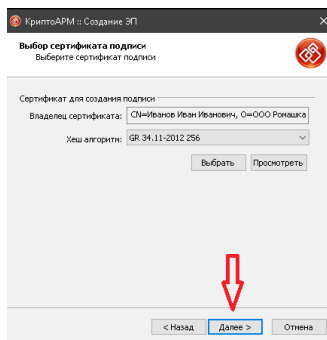 КриптоАРМ :: Создание ЭП
Выбор сертификата подписи
Выберите сертификат подписи
Сертификат для создания подписи
Владелец сертификата: CN=Иванов Иван Иванович, O=ООО Ромашка
Хеш алгоритм: GR 34.11-2012 256
Выбрать Просмотреть
< Назад Далее > Отмена